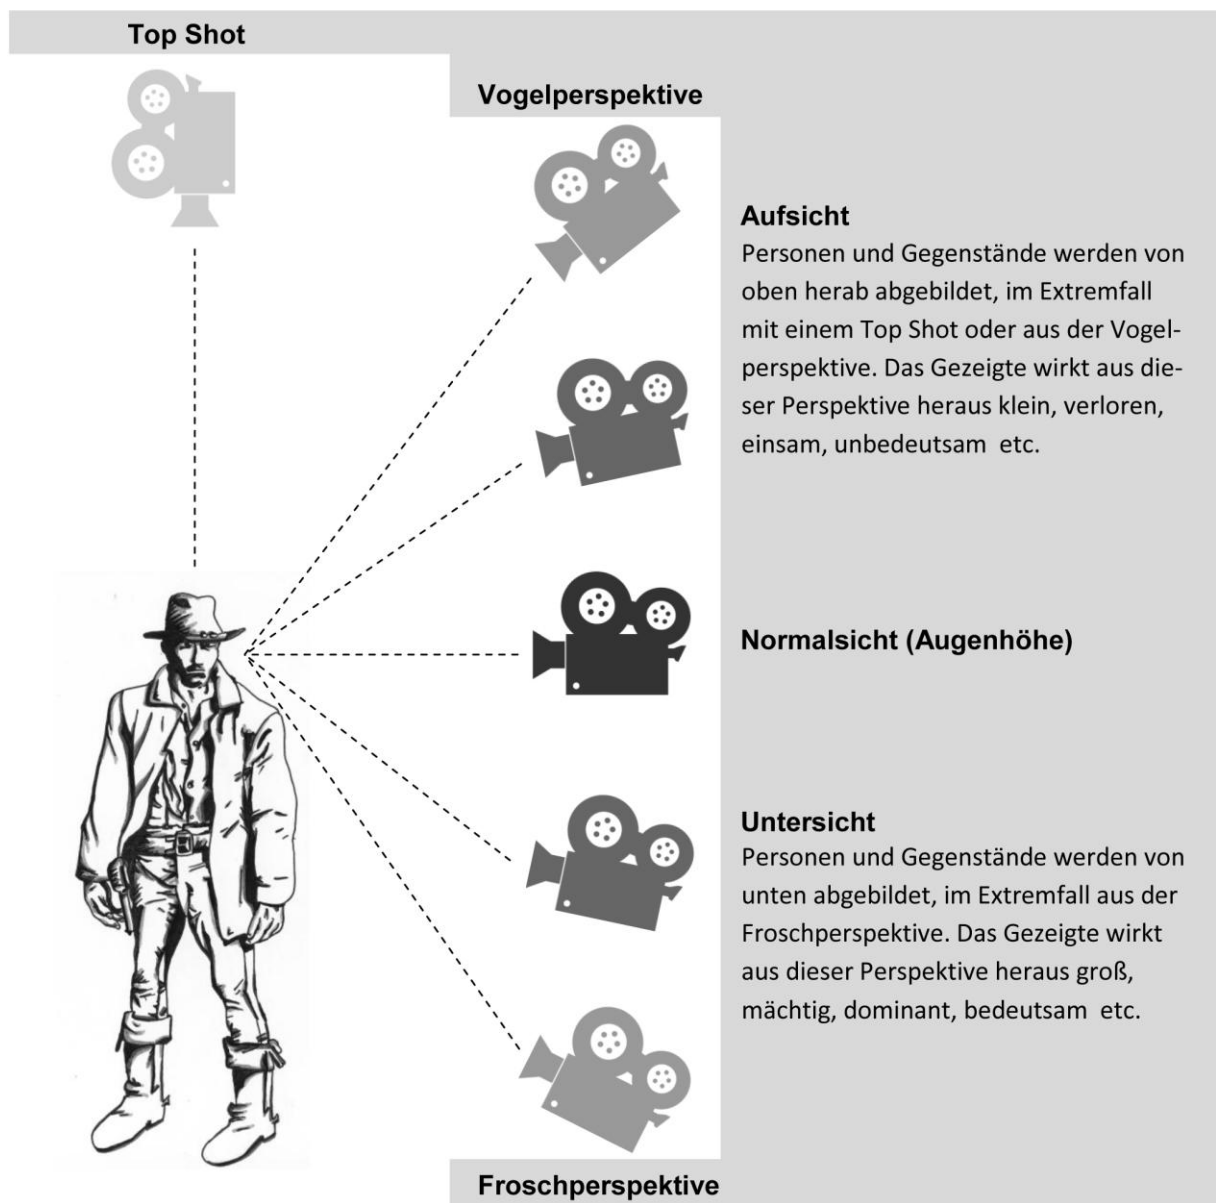 Top Shot
Vogelperspektive
Aufsicht
Personen und Gegenstände werden von
oben herab abgebildet, im Extremfall
mit einem Top Shot oder aus der Vogel-
perspektive. Das Gezeigte wirkt aus die-
ser Perspektive heraus klein, verloren,
einsam, unbedeutsam  etc.
Normalsicht (Augenhöhe)
Untersicht
Personen und Gegenstände werden von
unten abgebildet, im Extremfall aus der
Froschperspektive. Das Gezeigte wirkt
aus dieser Perspektive heraus groß,
mächtig, dominant, bedeutsam  etc.
Froschperspektive